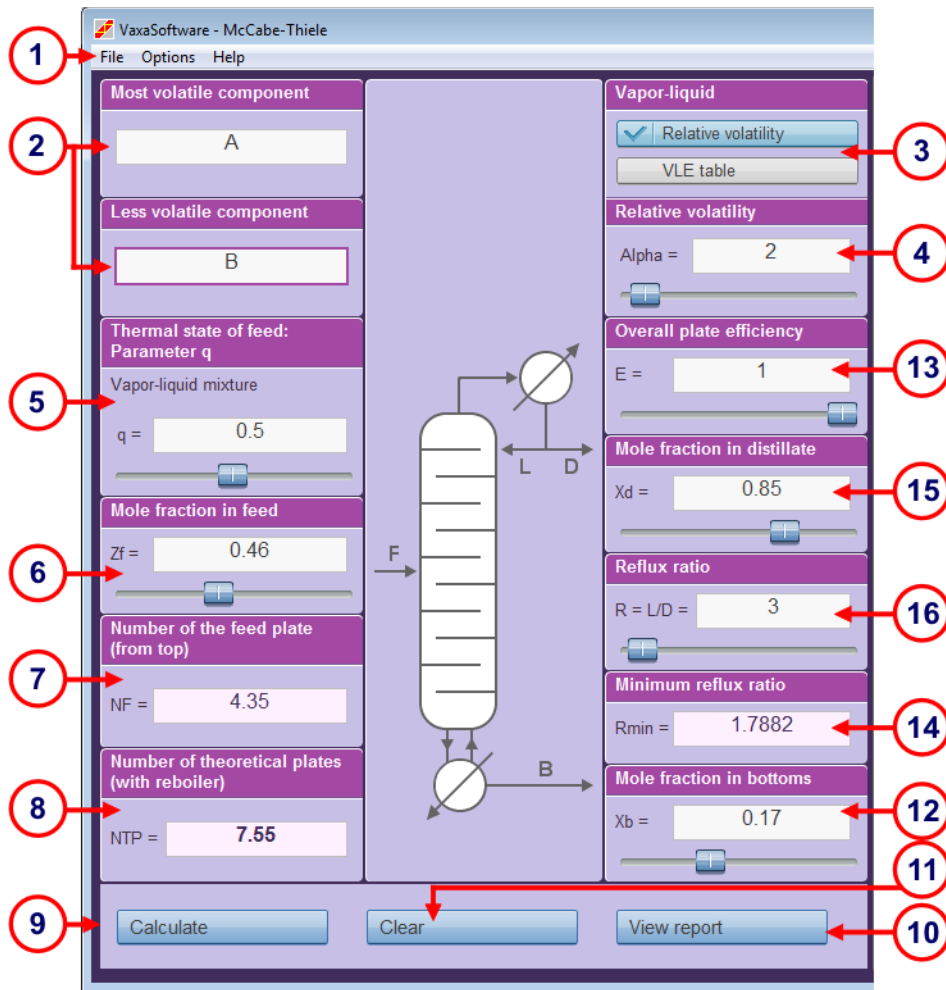 VaxaSoftware - McCabe-Thiele
1
File Options Help
Most volatile component
2
A
Less volatile component
B
Thermal state of feed:
Parameter q
5
Vapor-liquid mixture
q = 0.5
Mole fraction in feed
6
Zf = 0.46
Number of the feed plate
(from top)
7
NF = 4.35
Number of theoretical plates
(with reboiler)
8
NTP = 7.55
L D
F
B
Vapor-liquid
Relative volatility
3
VLE table
Relative volatility
Alpha = 2
4
Overall plate efficiency
E = 1
13
Mole fraction in distillate
Xd = 0.85
15
Reflux ratio
R = L/D = 3
16
Minimum reflux ratio
Rmin = 1.7882
14
Mole fraction in bottoms
Xb = 0.17
12
11
9
Calculate
Clear
View report
10